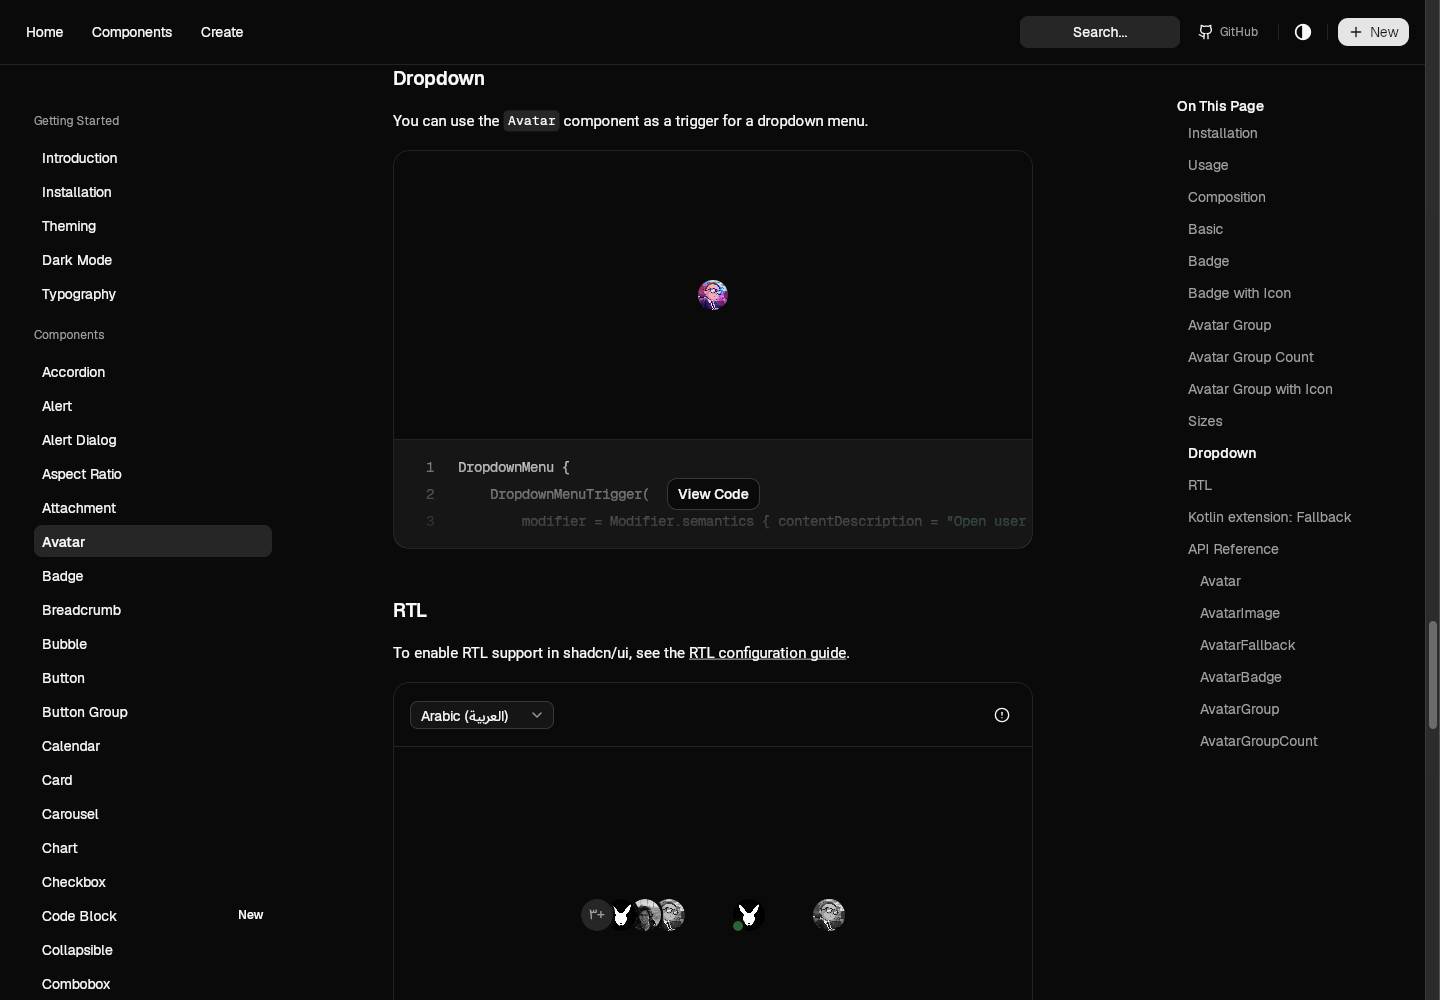 Home
Components
Create
Search...
GitHub
New
Getting Started
Introduction
Installation
Theming
Dark Mode
Typography
Components
Accordion
Alert
Alert Dialog
Aspect Ratio
Attachment
Avatar
Badge
Breadcrumb
Bubble
Button
Button Group
Calendar
Card
Carousel
Chart
Checkbox
Code Block New
Collapsible
Combobox
Dropdown
You can use the Avatar component as a trigger for a dropdown menu.
1 DropdownMenu {
2 DropdownMenuTrigger(
View Code
3 modifier = Modifier.semantics { contentDescription = "Open user
RTL
To enable RTL support in shadcn/ui, see the RTL configuration guide.
Arabic (العربية)
+٣
On This Page
Installation
Usage
Composition
Basic
Badge
Badge with Icon
Avatar Group
Avatar Group Count
Avatar Group with Icon
Sizes
Dropdown
RTL
Kotlin extension: Fallback
API Reference
Avatar
AvatarImage
AvatarFallback
AvatarBadge
AvatarGroup
AvatarGroupCount